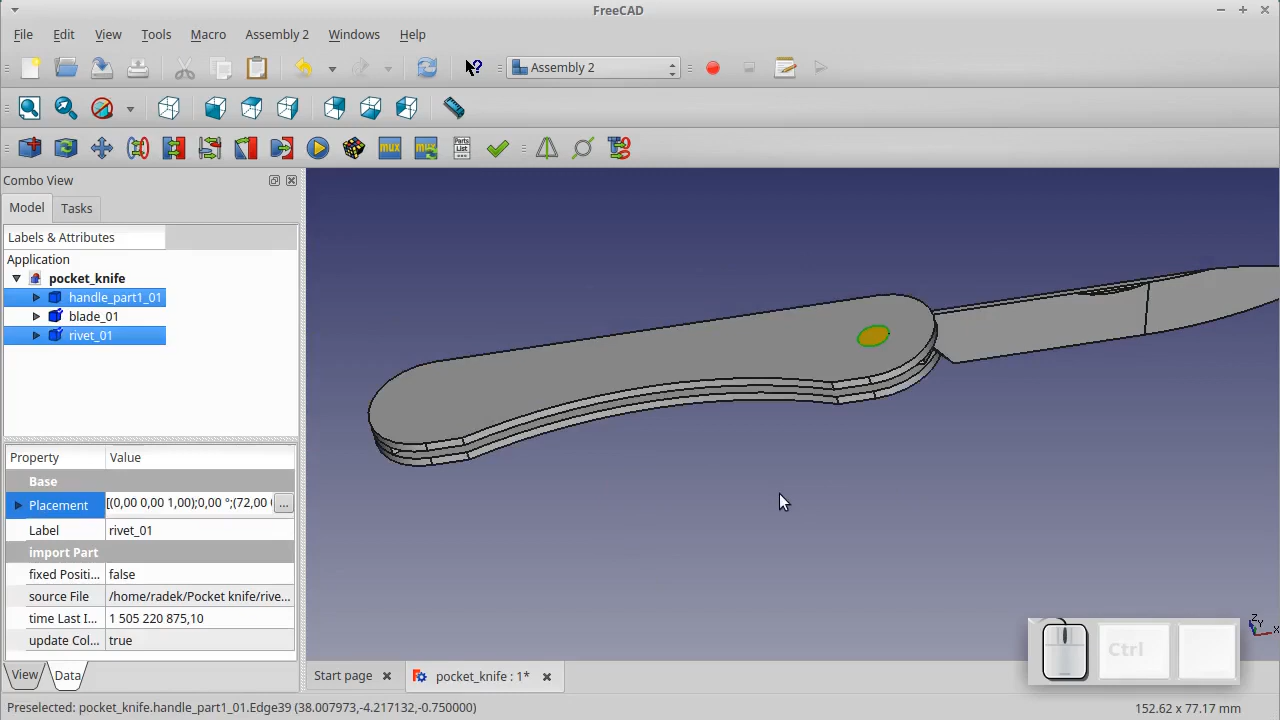 FreeCAD
File Edit View Tools Macro Assembly 2 Windows Help
Assembly 2
mux mux Parts List
Combo View
Model Tasks
Labels & Attributes
Application
pocket_knife
handle_part1_01
blade_01
rivet_01
Property Value
Base
Placement [(0,00 0,00 1,00);0,00 °;(72,00 ...
Label rivet_01
import Part
fixed Positi... false
source File /home/radek/Pocket knife/rive...
time Last I... 1 505 220 875,10
update Col... true
View Data
Start page pocket_knife : 1*
Ctrl
Z Y X
Preselected: pocket_knife.handle_part1_01.Edge39 (38.007973,-4.217132,-0.750000) 152.62 x 77.17 mm